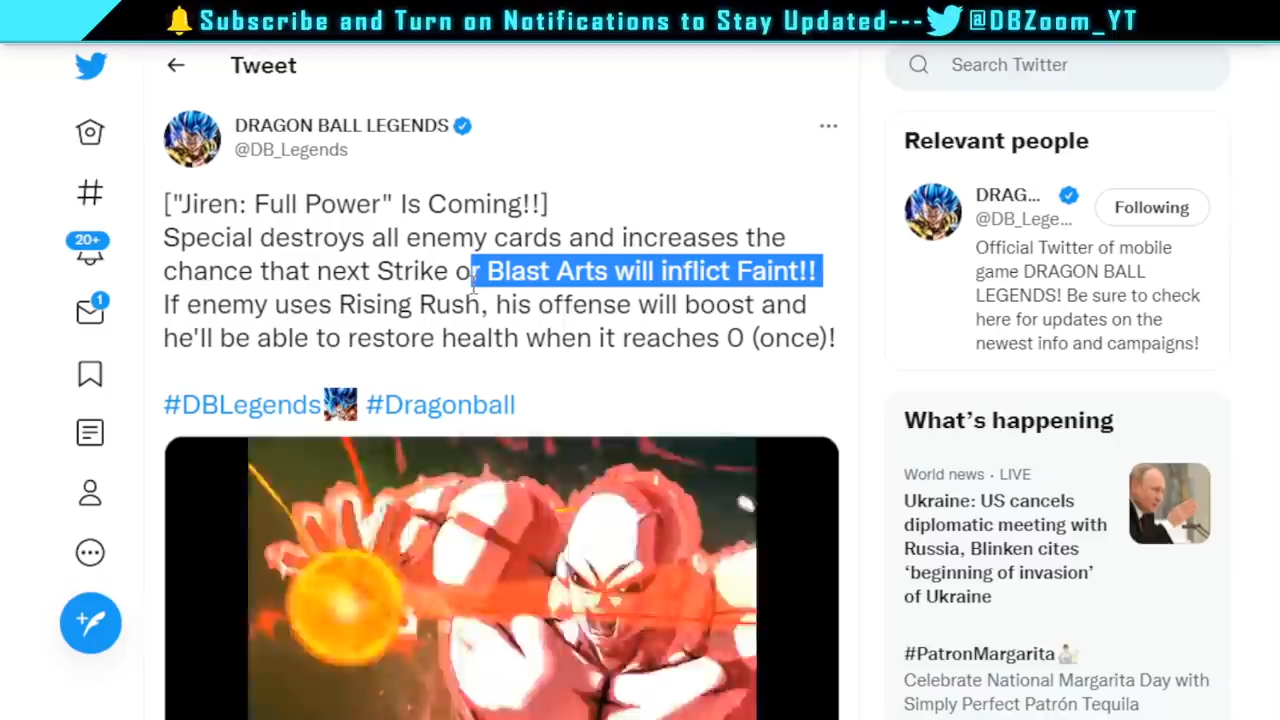 Subscribe and Turn on Notifications to Stay Updated--- @DBZoom_YT
Tweet
Search Twitter
DRAGON BALL LEGENDS
@DB_Legends
["Jiren: Full Power" Is Coming!!]
Special destroys all enemy cards and increases the
chance that next Strike or Blast Arts will inflict Faint!!
If enemy uses Rising Rush, his offense will boost and
he'll be able to restore health when it reaches 0 (once)!
#DBLegends #Dragonball
20+
1
Relevant people
DRAG...
@DB_Lege...
Following
Official Twitter of mobile
game DRAGON BALL
LEGENDS! Be sure to check
here for updates on the
newest info and campaigns!
What's happening
World news · LIVE
Ukraine: US cancels
diplomatic meeting with
Russia, Blinken cites
‘beginning of invasion’
of Ukraine
#PatronMargarita
Celebrate National Margarita Day with
Simply Perfect Patrón Tequila